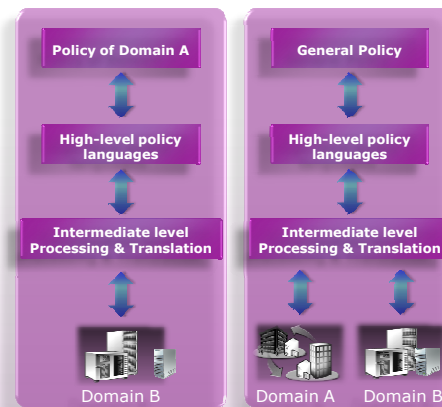 Policy of Domain A
High-level policy
languages
Intermediate level
Processing & Translation
Domain B
General Policy
High-level policy
languages
Intermediate level
Processing & Translation
Domain A
Domain B